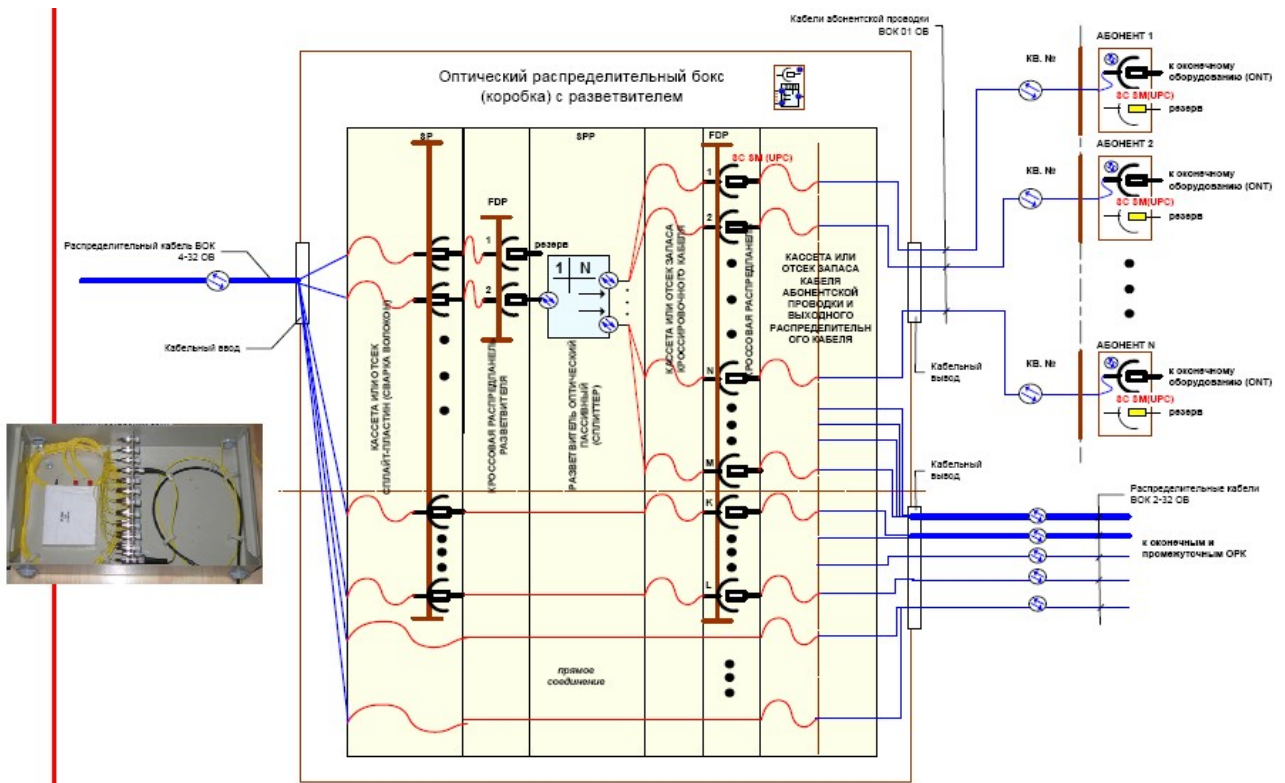 Оптический распределительный бокс
(коробка) с разветвителем
Распределительный кабель ВОК
4-32 ОВ
Кабельный ввод
SP
FDP
SPP
FDP
SC SM (UPC)
1
2
резерв
1 N
1
2
N
M
K
L
КАССЕТА ИЛИ ОТСЕК
СПЛАЙТ-ПЛАСТИН (СВАРКА ВОЛОКОН)
КРОССОВАЯ РАСПРЕДПАНЕЛЬ
РАЗВЕТВИТЕЛЯ
РАЗВЕТВИТЕЛЬ ОПТИЧЕСКИЙ
ПАССИВНЫЙ
(СПЛИТТЕР)
КАССЕТА ИЛИ ОТСЕК ЗАПАСА
КРОССИРОВОЧНОГО КАБЕЛЯ
КРОССОВАЯ РАСПРЕДПАНЕЛЬ
КАССЕТА ИЛИ
ОТСЕК ЗАПАСА
КАБЕЛЯ
АБОНЕНТСКОЙ
ПРОВОДКИ И
ВЫХОДНОГО
РАСПРЕДЕЛИТЕЛЬН
ОГО КАБЕЛЯ
прямое
соединение
Кабели абонентской проводки
ВОК 01 ОВ
КВ. №
АБОНЕНТ 1
к оконечному
оборудованию (ONT)
SC SM(UPC)
резерв
КВ. №
АБОНЕНТ 2
к оконечному
оборудованию (ONT)
SC SM(UPC)
резерв
КВ. №
АБОНЕНТ N
к оконечному
оборудованию (ONT)
SC SM(UPC)
резерв
Кабельный
вывод
Кабельный
вывод
Распределительные кабели
ВОК 2-32 ОВ
к оконечным и
промежуточным ОРК